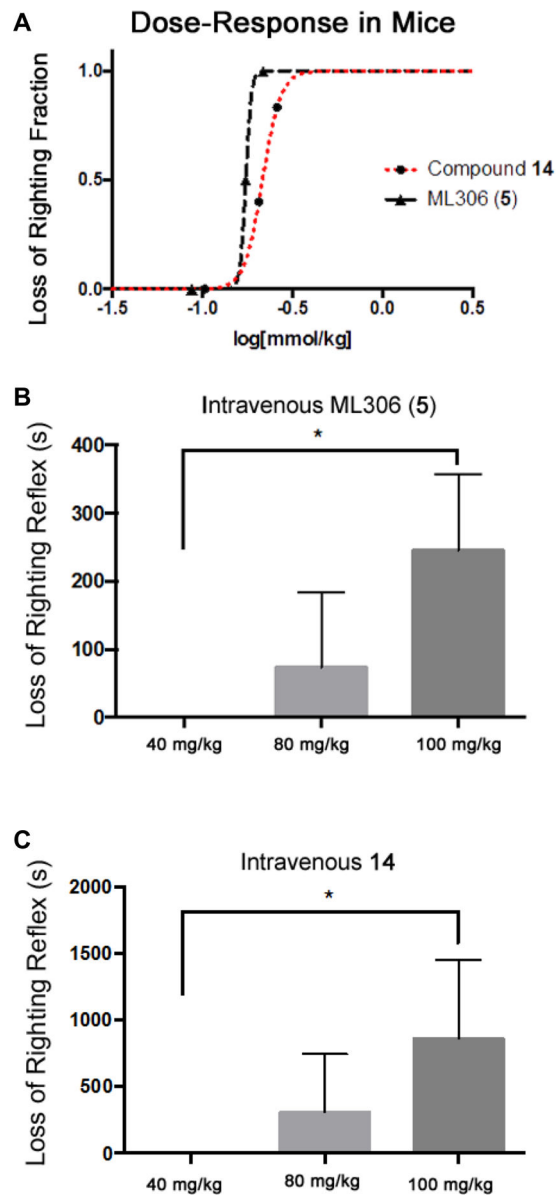 A
Dose-Response in Mice
Loss of Righting Fraction
1.0
0.5
0.0
-1.5
-1.0
-0.5
0.0
0.5
log[mmol/kg]
Compound 14
ML306 (5)
B
Intravenous ML306 (5)
Loss of Righting Reflex (s)
400
300
200
100
0
*
40 mg/kg
80 mg/kg
100 mg/kg
C
Intravenous 14
Loss of Righting Reflex (s)
2000
1500
1000
500
0
*
40 mg/kg
80 mg/kg
100 mg/kg